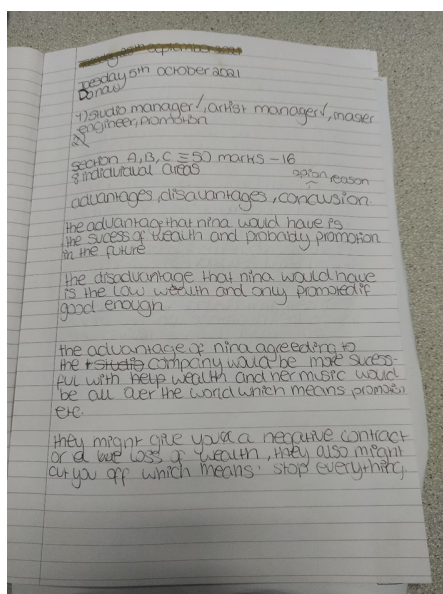 Tuesday 5th October 2021
Do now
1) studio manager, artist manager, master
engineer, promotion
2)
section A, B, C = 50 marks - 16
8 individual areas
opion reason
advantages, disavantages, conclusion
the advantage that nina would have is
the sucess of wealth and probably promotion
in the future
the disadvantage that nina would have
is the low wealth and only promoted if
good enough.
the advantage of nina agreeding to
the studio company would be more sucess-
ful with help wealth and her music would
be all over the world which means promotion
etc.
they might give you a negative contract
or a loss of wealth, they also might
cut you off which means stop everything.